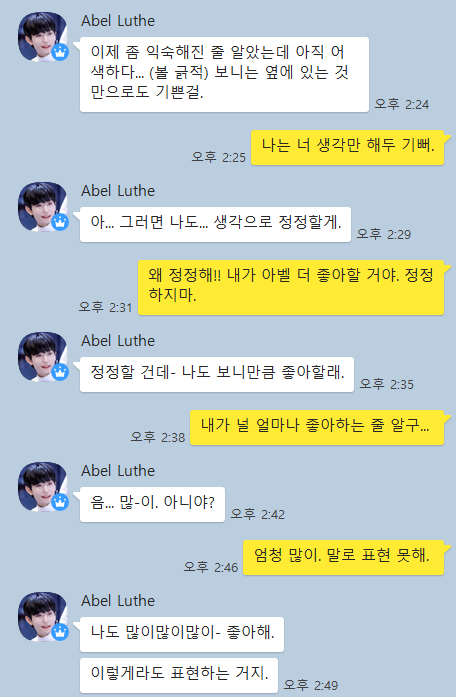 Abel Luthe
이제 좀 익숙해진 줄 알았는데 아직 어
색하다... (볼 긁적) 보니는 옆에 있는 것
만으로도 기쁜걸.
오후 2:24
나는 너 생각만 해두 기뻐.
오후 2:25
Abel Luthe
아... 그러면 나도... 생각으로 정정할게.
오후 2:29
왜 정정해!! 내가 아벨 더 좋아할 거야. 정정
하지마.
오후 2:31
Abel Luthe
정정할 건데- 나도 보니만큼 좋아할래.
오후 2:35
내가 널 얼마나 좋아하는 줄 알구...
오후 2:38
Abel Luthe
음... 많-이. 아니야?
오후 2:42
엄청 많이. 말로 표현 못해.
오후 2:46
Abel Luthe
나도 많이많이많이- 좋아해.
이렇게라도 표현하는 거지.
오후 2:49